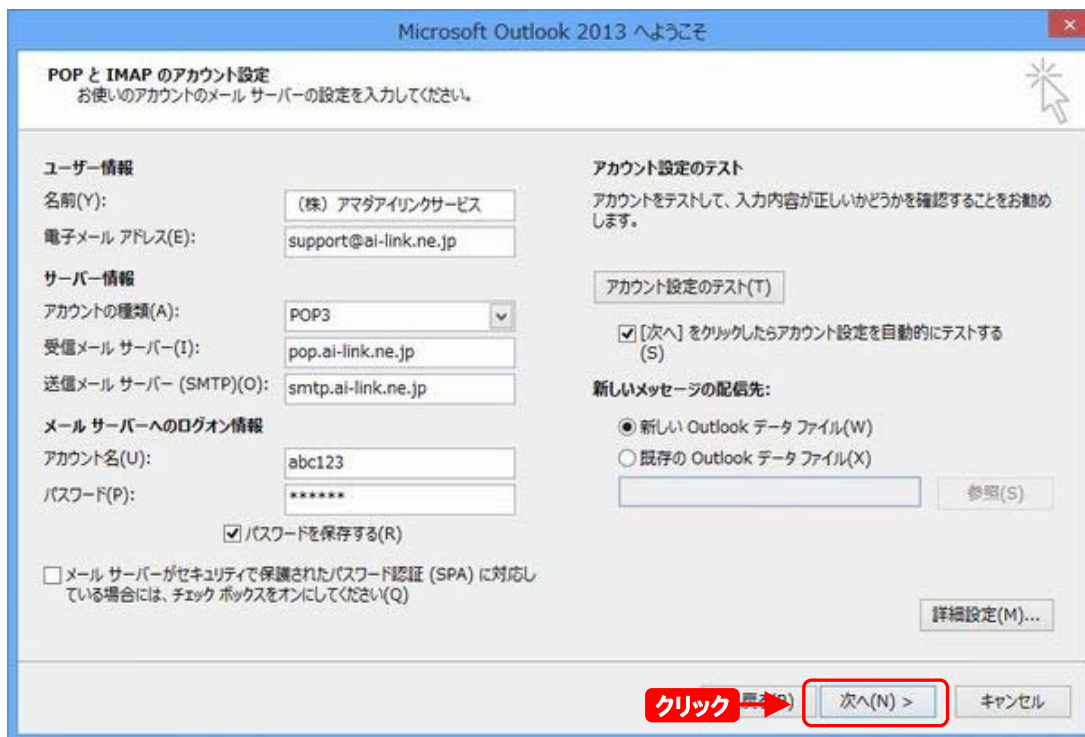 Microsoft Outlook 2013 へようこそ
POP と IMAP のアカウント設定
お使いのアカウントのメール サーバーの設定を入力してください。
ユーザー情報
名前(Y):
（株）アマダアイリンクサービス
電子メール アドレス(E):
support@ai-link.ne.jp
サーバー情報
アカウントの種類(A):
POP3
受信メール サーバー(I):
pop.ai-link.ne.jp
送信メール サーバー (SMTP)(O):
smtp.ai-link.ne.jp
メール サーバーへのログオン情報
アカウント名(U):
abc123
パスワード(P):
******
パスワードを保存する(R)
メール サーバーがセキュリティで保護されたパスワード認証 (SPA) に対応し
ている場合には、チェック ボックスをオンにしてください(Q)
アカウント設定のテスト
アカウントをテストして、入力内容が正しいかどうかを確認することをお勧め
します。
アカウント設定のテスト(T)
[次へ] をクリックしたらアカウント設定を自動的にテストする
(S)
新しいメッセージの配信先:
新しい Outlook データ ファイル(W)
既存の Outlook データ ファイル(X)
参照(S)
詳細設定(M)...
クリック
次へ(N) >
キャンセル